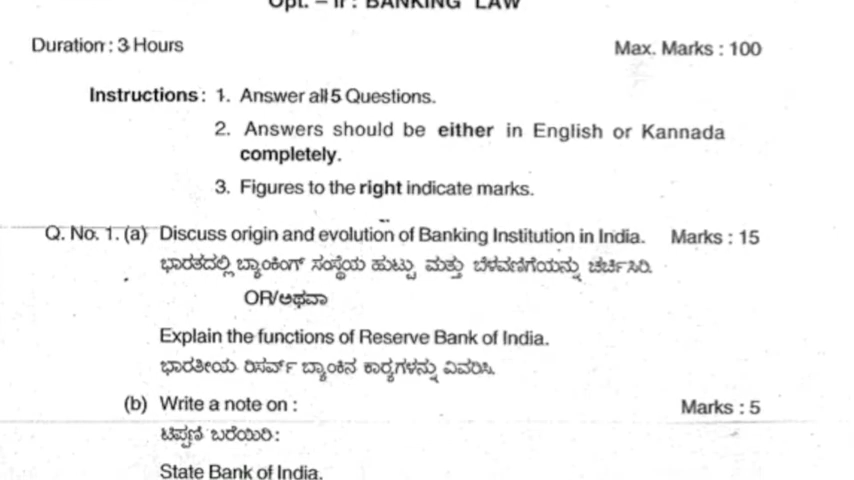 Opt. – II : BANKING LAW
Duration : 3 Hours Max. Marks : 100
Instructions : 1. Answer all 5 Questions.
2. Answers should be either in English or Kannada
completely.
3. Figures to the right indicate marks.
Q. No. 1. (a) Discuss origin and evolution of Banking Institution in India. Marks : 15
ಭಾರತದಲ್ಲಿ ಬ್ಯಾಂಕಿಂಗ್ ಸಂಸ್ಥೆಯ ಹುಟ್ಟು ಮತ್ತು ಬೆಳವಣಿಗೆಯನ್ನು ಚರ್ಚಿಸಿರಿ.
OR/ಅಥವಾ
Explain the functions of Reserve Bank of India.
ಭಾರತೀಯ ರಿಸರ್ವ್ ಬ್ಯಾಂಕಿನ ಕಾರ್ಯಗಳನ್ನು ವಿವರಿಸಿ.
(b) Write a note on : Marks : 5
ಟಿಪ್ಪಣಿ ಬರೆಯಿರಿ :
State Bank of India.